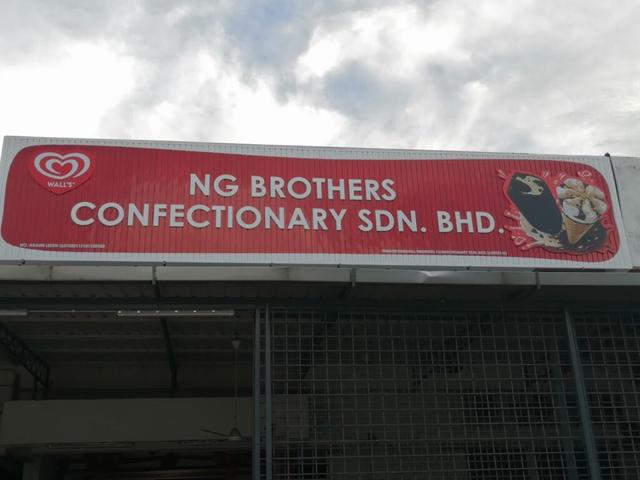 WALL'S
NG BROTHERS
CONFECTIONARY SDN. BHD.